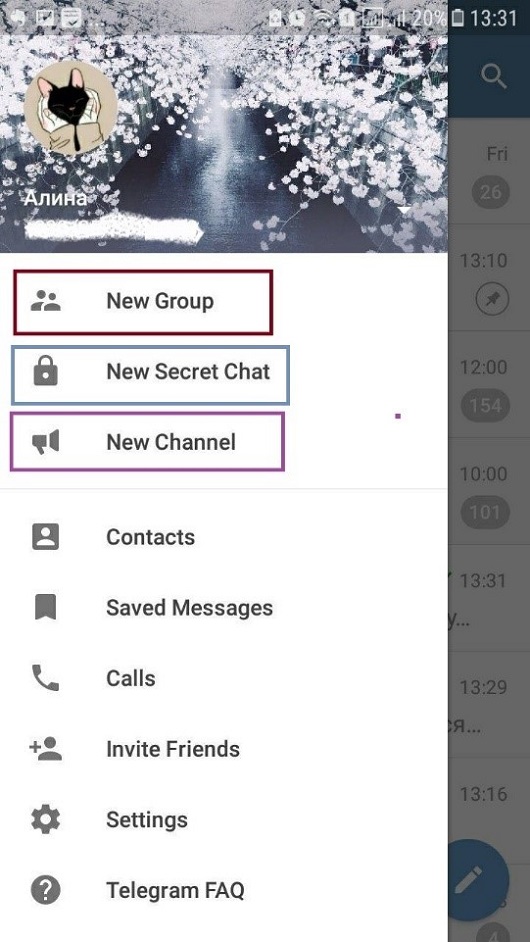 20% 13:31
Алина
Fri
26
New Group
13:10
New Secret Chat
12:00
154
New Channel
10:00
101
Contacts
13:31
у...
Saved Messages
Calls
13:29
ся...
Invite Friends
13:16
Settings
Telegram FAQ
4